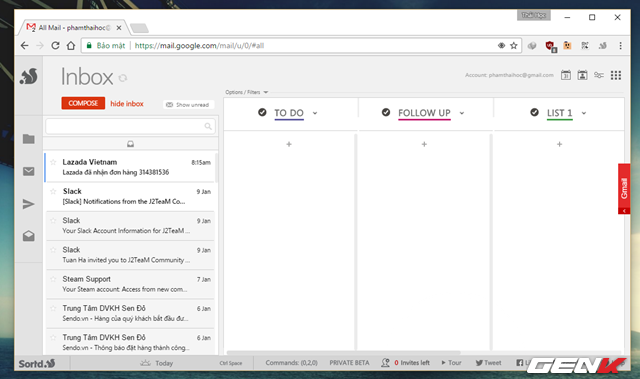 Thái Học
All Mail - phamthaihoc@
Bảo mật
https://mail.google.com/mail/u/0/#all
Inbox
Account: phamthaihoc@gmail.com
31
Options / Filters
COMPOSE
hide inbox
Show unread
TO DO
FOLLOW UP
LIST 1
Lazada Vietnam
8:15am
Lazada đã nhận đơn hàng 314381536
Slack
9 Jan
[Slack] Notifications from the J2TeaM Co...
Slack
9 Jan
Your Slack Account Information for J2TeaM ...
Slack
9 Jan
Tuan Ha invited you to J2TeaM Community ...
Steam Support
7 Jan
Your Steam account: Access from new com...
Trung Tâm DVKH Sen Đỏ
6 Jan
Sendo.vn - Hàng của quý khách bắt đầu đư...
Trung Tâm DVKH Sen Đỏ
6 Jan
Sendo.vn - Thông báo đặt hàng thành công...
Gmail
Sortd
Today
Ctrl Space
Commands: (0,2,0)
PRIVATE BETA
0 Invites left
Tour
Tweet
GENK